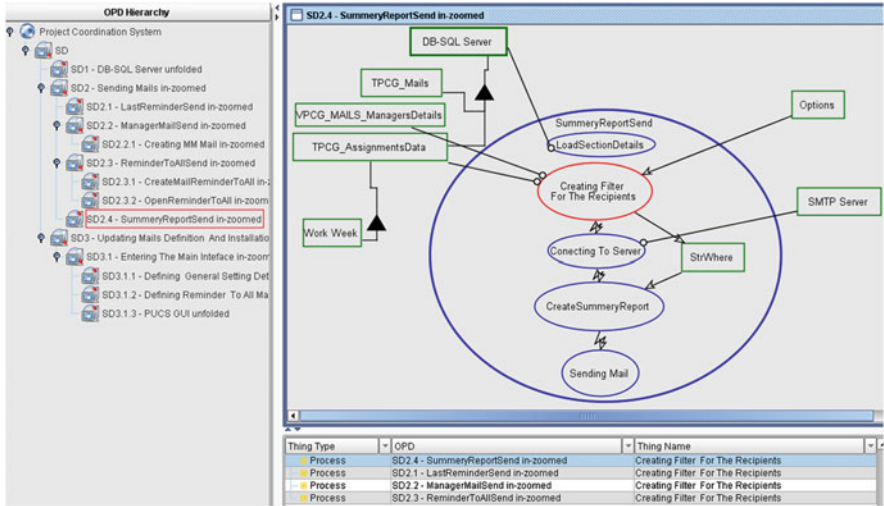 OPD Hierarchy
Project Coordination System
SD
SD1 - DB-SQL Server unfolded
SD2 - Sending Mails in-zoomed
SD2.1 - LastReminderSend in-zoomed
SD2.2 - ManagerMailSend in-zoomed
SD2.2.1 - Creating MM Mail in-zoomed
SD2.3 - ReminderToAllSend in-zoomed
SD2.3.1 - CreateMailReminderToAll in-z
SD2.3.2 - OpenReminderToAll in-zoom
SD2.4 - SummeryReportSend in-zoomed
SD3 - Updating Mails Definition And Installatio
SD3.1 - Entering The Main Inteface in-zoom
SD3.1.1 - Defining General Setting Det
SD3.1.2 - Defining Reminder To All Ma
SD3.1.3 - PUCS GUI unfolded
SD2.4 - SummeryReportSend in-zoomed
DB-SQL Server
TPCG_Mails
VPCG_MAILS_ManagersDetails
TPCG_AssignmentsData
Work Week
Options
SMTP Server
SummeryReportSend
LoadSectionDetails
Creating Filter
For The Recipients
Conecting To Server
StrWhere
CreateSummeryReport
Sending Mail
Thing Type OPD Thing Name
Process SD2.4 - SummeryReportSend in-zoomed Creating Filter For The Recipients
Process SD2.1 - LastReminderSend in-zoomed Creating Filter For The Recipients
Process SD2.2 - ManagerMailSend in-zoomed Creating Filter For The Recipients
Process SD2.3 - ReminderToAllSend in-zoomed Creating Filter For The Recipients